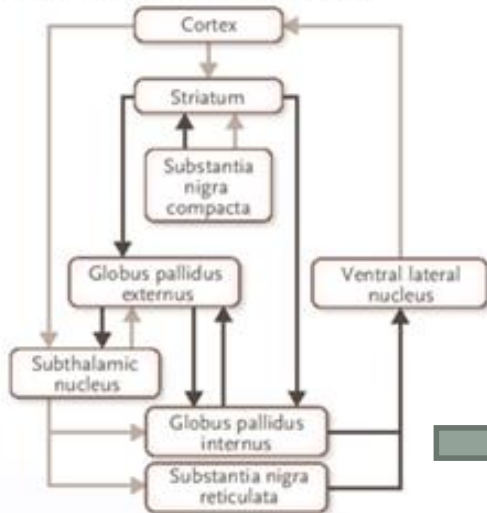 Cortex
Striatum
Substantia
nigra
compacta
Globus pallidus
externus
Ventral lateral
nucleus
Subthalamic
nucleus
Globus pallidus
internus
Substantia nigra
reticulata